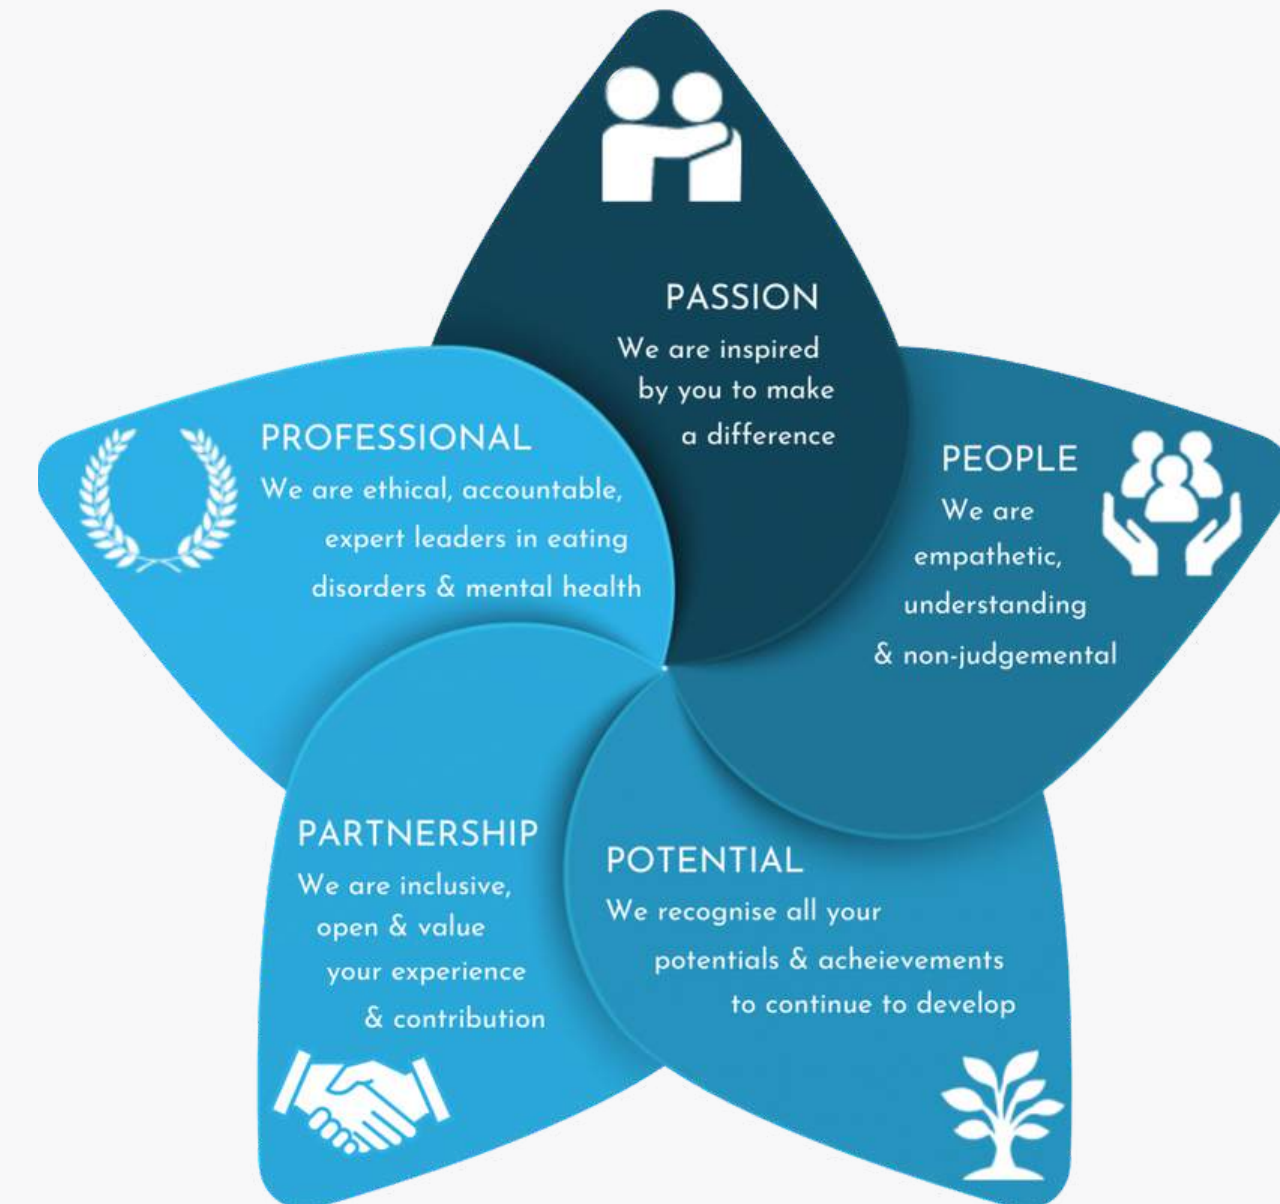 PASSION
We are inspired
by you to make
a difference
PEOPLE
We are
empathetic,
understanding
& non-judgemental
POTENTIAL
We recognise all your
potentials & acheievements
to continue to develop
PARTNERSHIP
We are inclusive,
open & value
your experience
& contribution
PROFESSIONAL
We are ethical, accountable,
expert leaders in eating
disorders & mental health